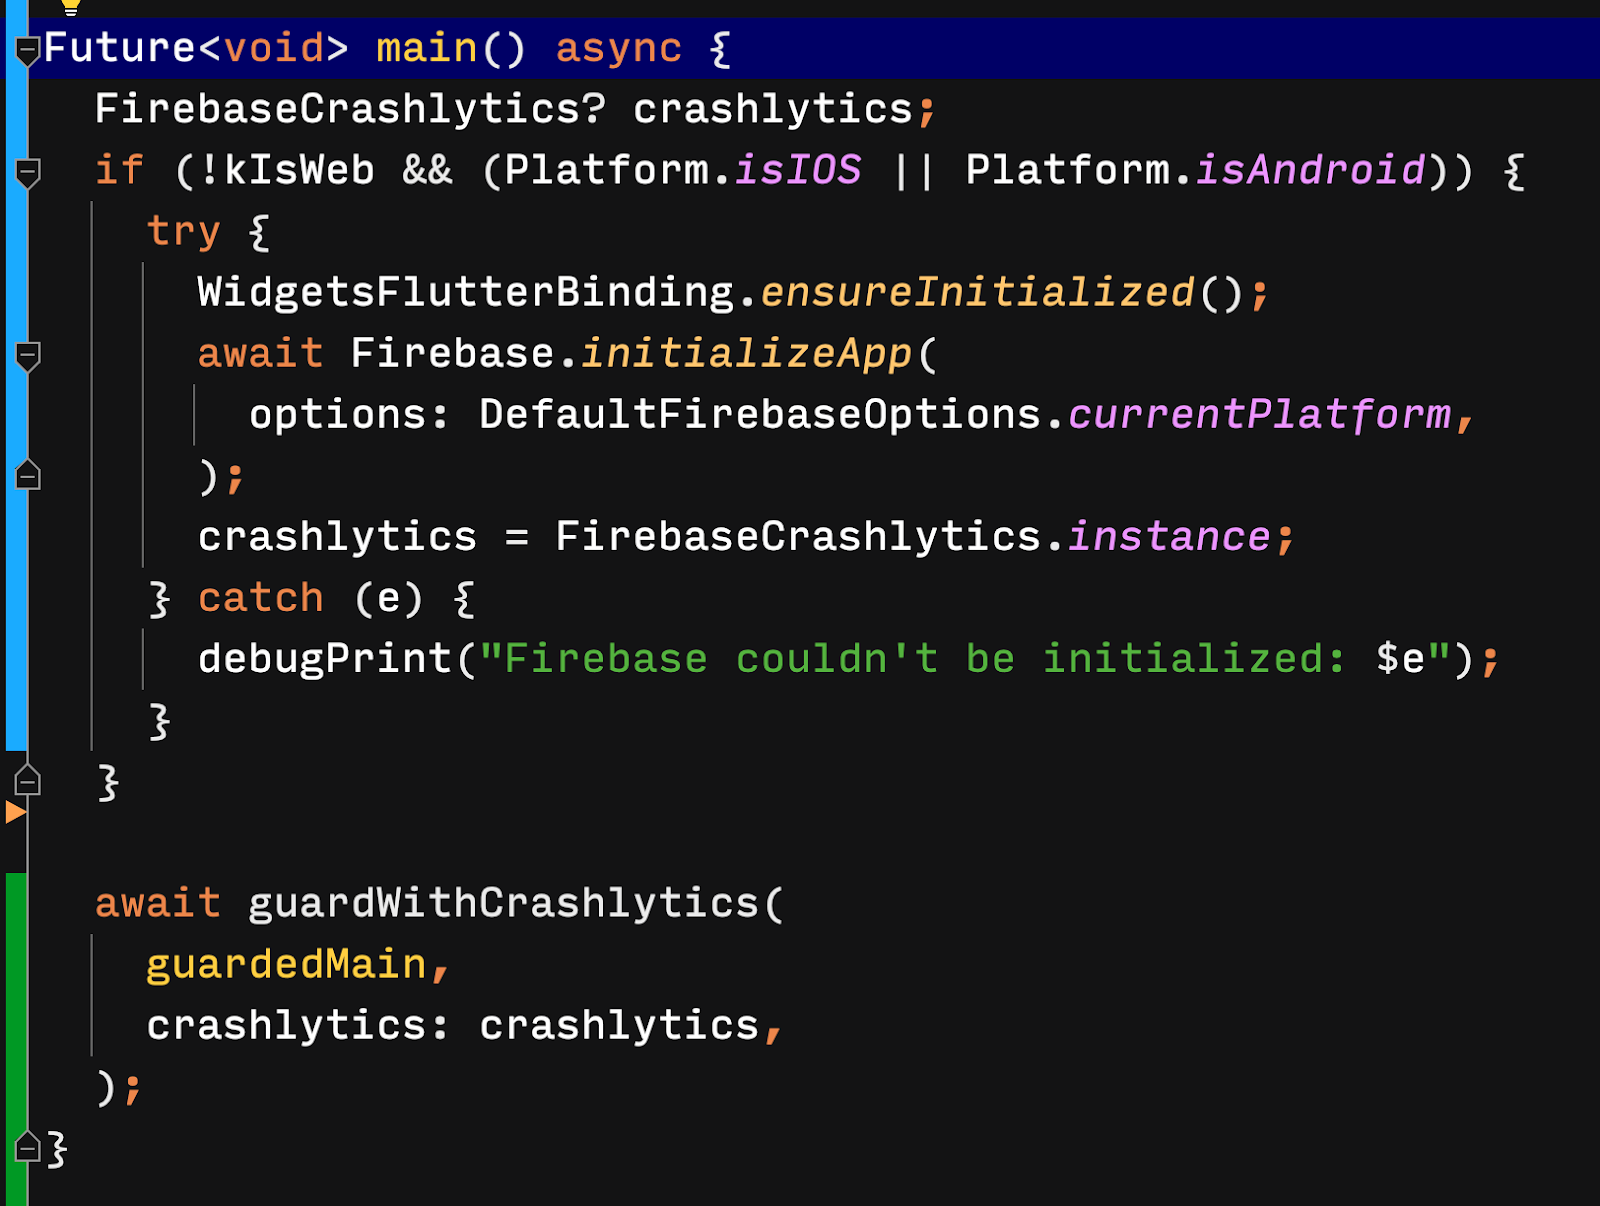 Future<void> main() async {
  FirebaseCrashlytics? crashlytics;
  if (!kIsWeb && (Platform.isIOS || Platform.isAndroid)) {
    try {
      WidgetsFlutterBinding.ensureInitialized();
      await Firebase.initializeApp(
        options: DefaultFirebaseOptions.currentPlatform,
      );
      crashlytics = FirebaseCrashlytics.instance;
    } catch (e) {
      debugPrint("Firebase couldn't be initialized: $e");
    }
  }

  await guardWithCrashlytics(
    guardedMain,
    crashlytics: crashlytics,
  );
}